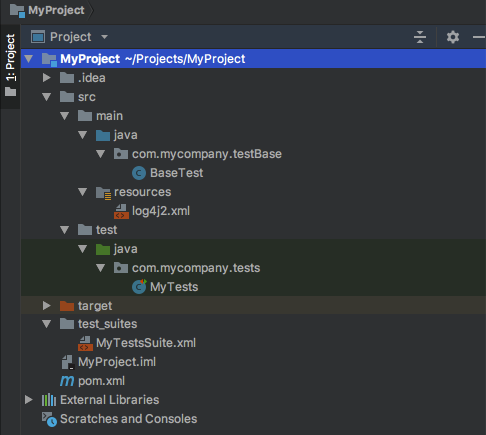 MyProject
1: Project
Project
MyProject ~/Projects/MyProject
.idea
src
main
java
com.mycompany.testBase
BaseTest
resources
log4j2.xml
test
java
com.mycompany.tests
MyTests
target
test_suites
MyTestsSuite.xml
MyProject.iml
pom.xml
External Libraries
Scratches and Consoles